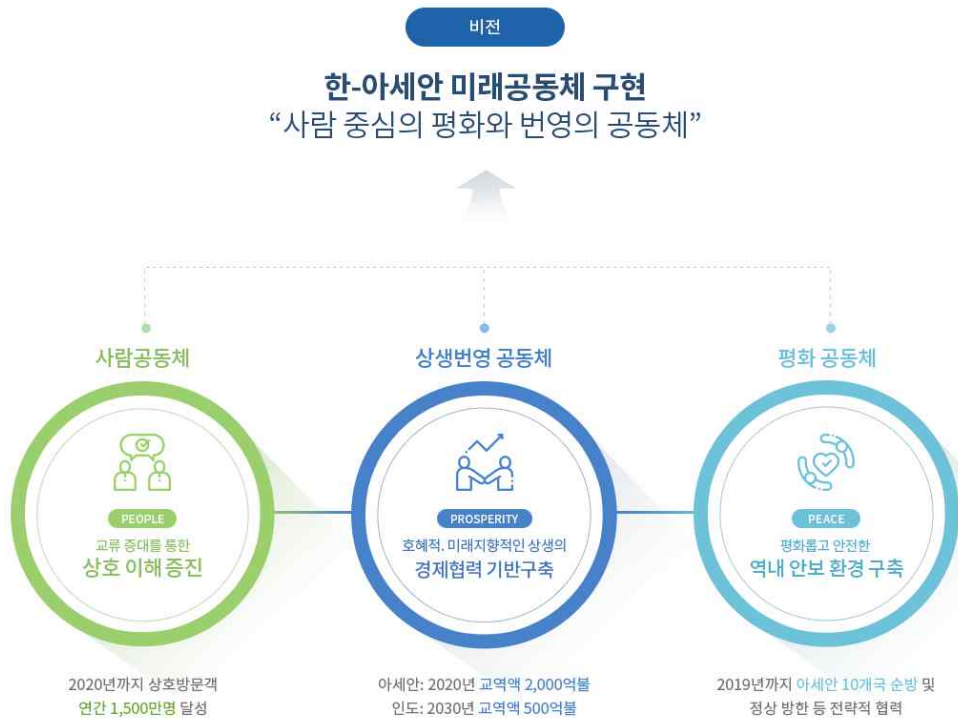 비전
한-아세안 미래공동체 구현
“사람 중심의 평화와 번영의 공동체”
사람공동체
PEOPLE
교류 증대를 통한
상호 이해 증진
2020년까지 상호방문객
연간 1,500만명 달성
상생번영 공동체
PROSPERITY
호혜적. 미래지향적인 상생의
경제협력 기반구축
아세안: 2020년 교역액 2,000억불
인도: 2030년 교역액 500억불
평화 공동체
PEACE
평화롭고 안전한
역내 안보 환경 구축
2019년까지 아세안 10개국 순방 및
정상 방한 등 전략적 협력